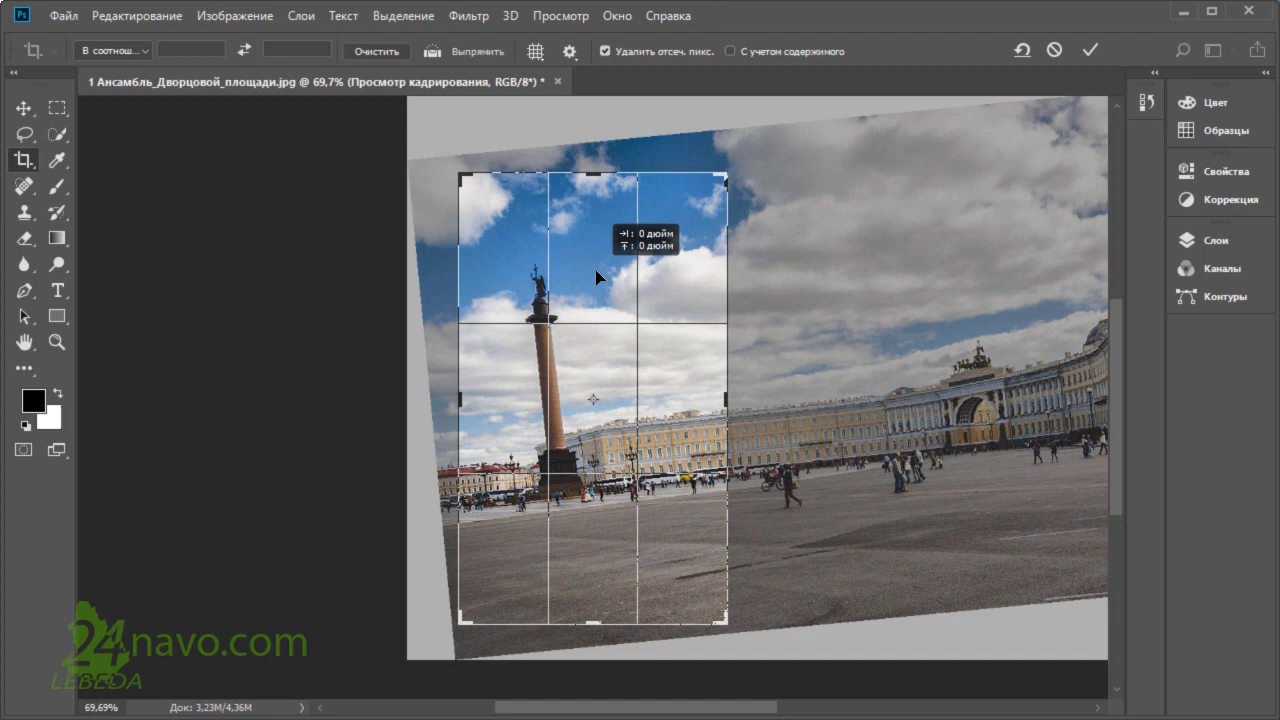 Ps Файл Редактирование Изображение Слои Текст Выделение Фильтр 3D Просмотр Окно Справка
В соотнош... Очистить Выпрямить Удалить отсеч. пикс. С учетом содержимого
1 Ансамбль_Дворцовой_площади.jpg @ 69,7% (Просмотр кадрирования, RGB/8*) *
Цвет
Образцы
Свойства
Коррекция
Слои
Каналы
Контуры
: 0 дюйм
: 0 дюйм
T
24navo.com
LEBEDA
69,69% Док: 3,23M/4,36M